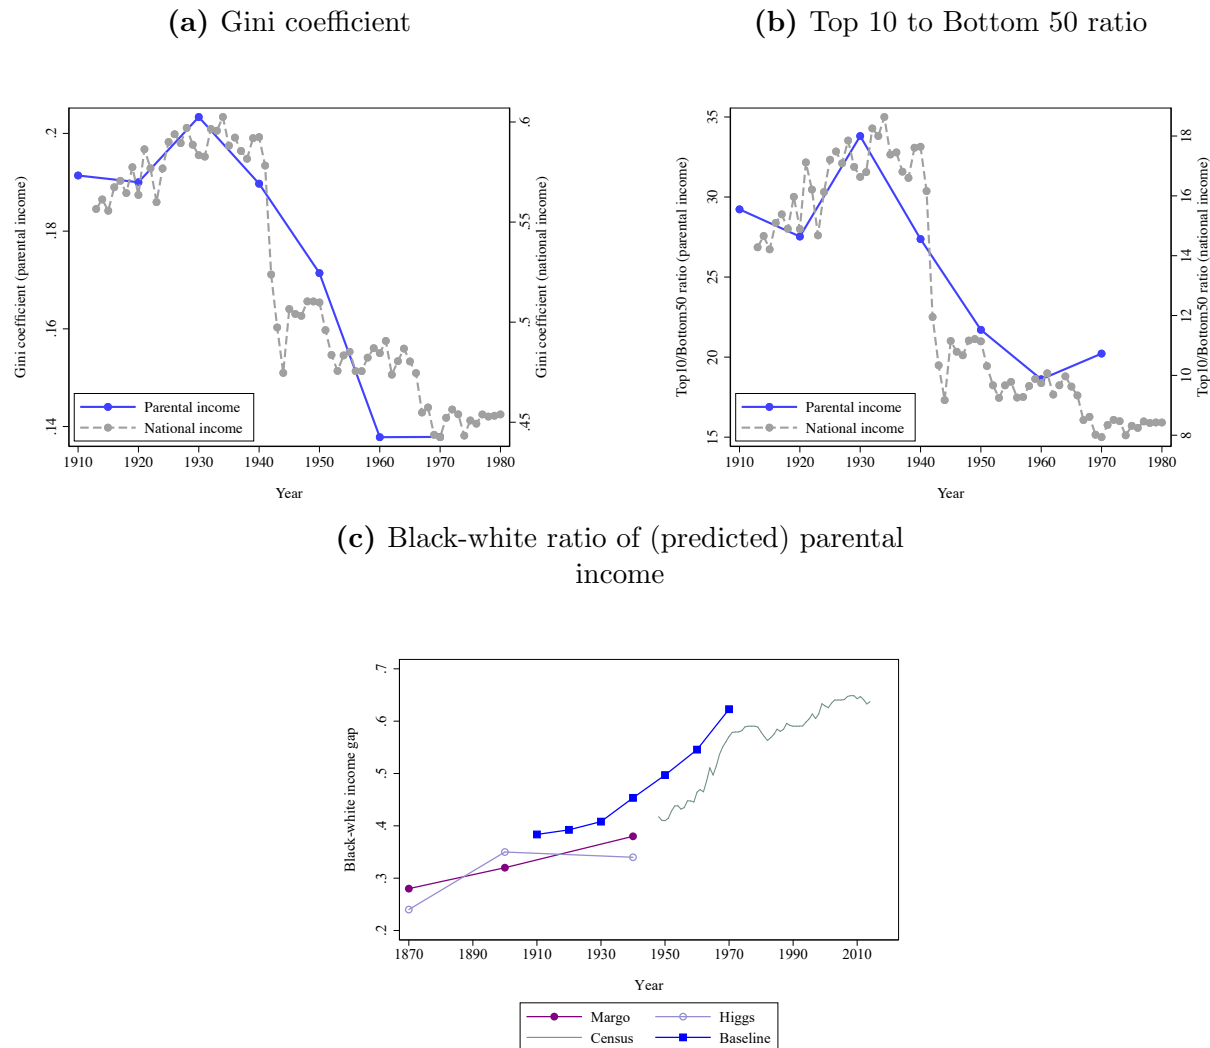 (a) Gini coefficient
Gini coefficient (parental income)
.2
.18
.16
.14
.6
.55
.5
.45
Gini coefficient (national income)
Parental income
National income
1910 1920 1930 1940 1950 1960 1970 1980
Year
(b) Top 10 to Bottom 50 ratio
Top10/Bottom50 ratio (parental income)
35
30
25
20
15
18
16
14
12
10
8
Top10/Bottom50 ratio (national income)
Parental income
National income
1910 1920 1930 1940 1950 1960 1970 1980
Year
(c) Black-white ratio of (predicted) parental
income
Black-white income gap
.7
.6
.5
.4
.3
.2
1870 1890 1910 1930 1950 1970 1990 2010
Year
Margo Higgs
Census Baseline